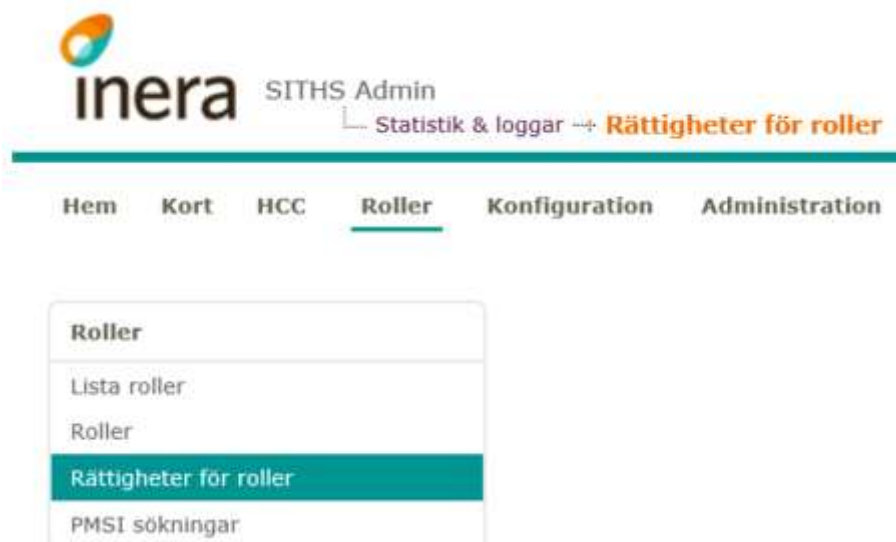 inera
SITHS Admin
Statistik & loggar → Rättigheter för roller
Hem Kort HCC Roller Konfiguration Administration
Roller
Lista roller
Roller
Rättigheter för roller
PMSI sökningar